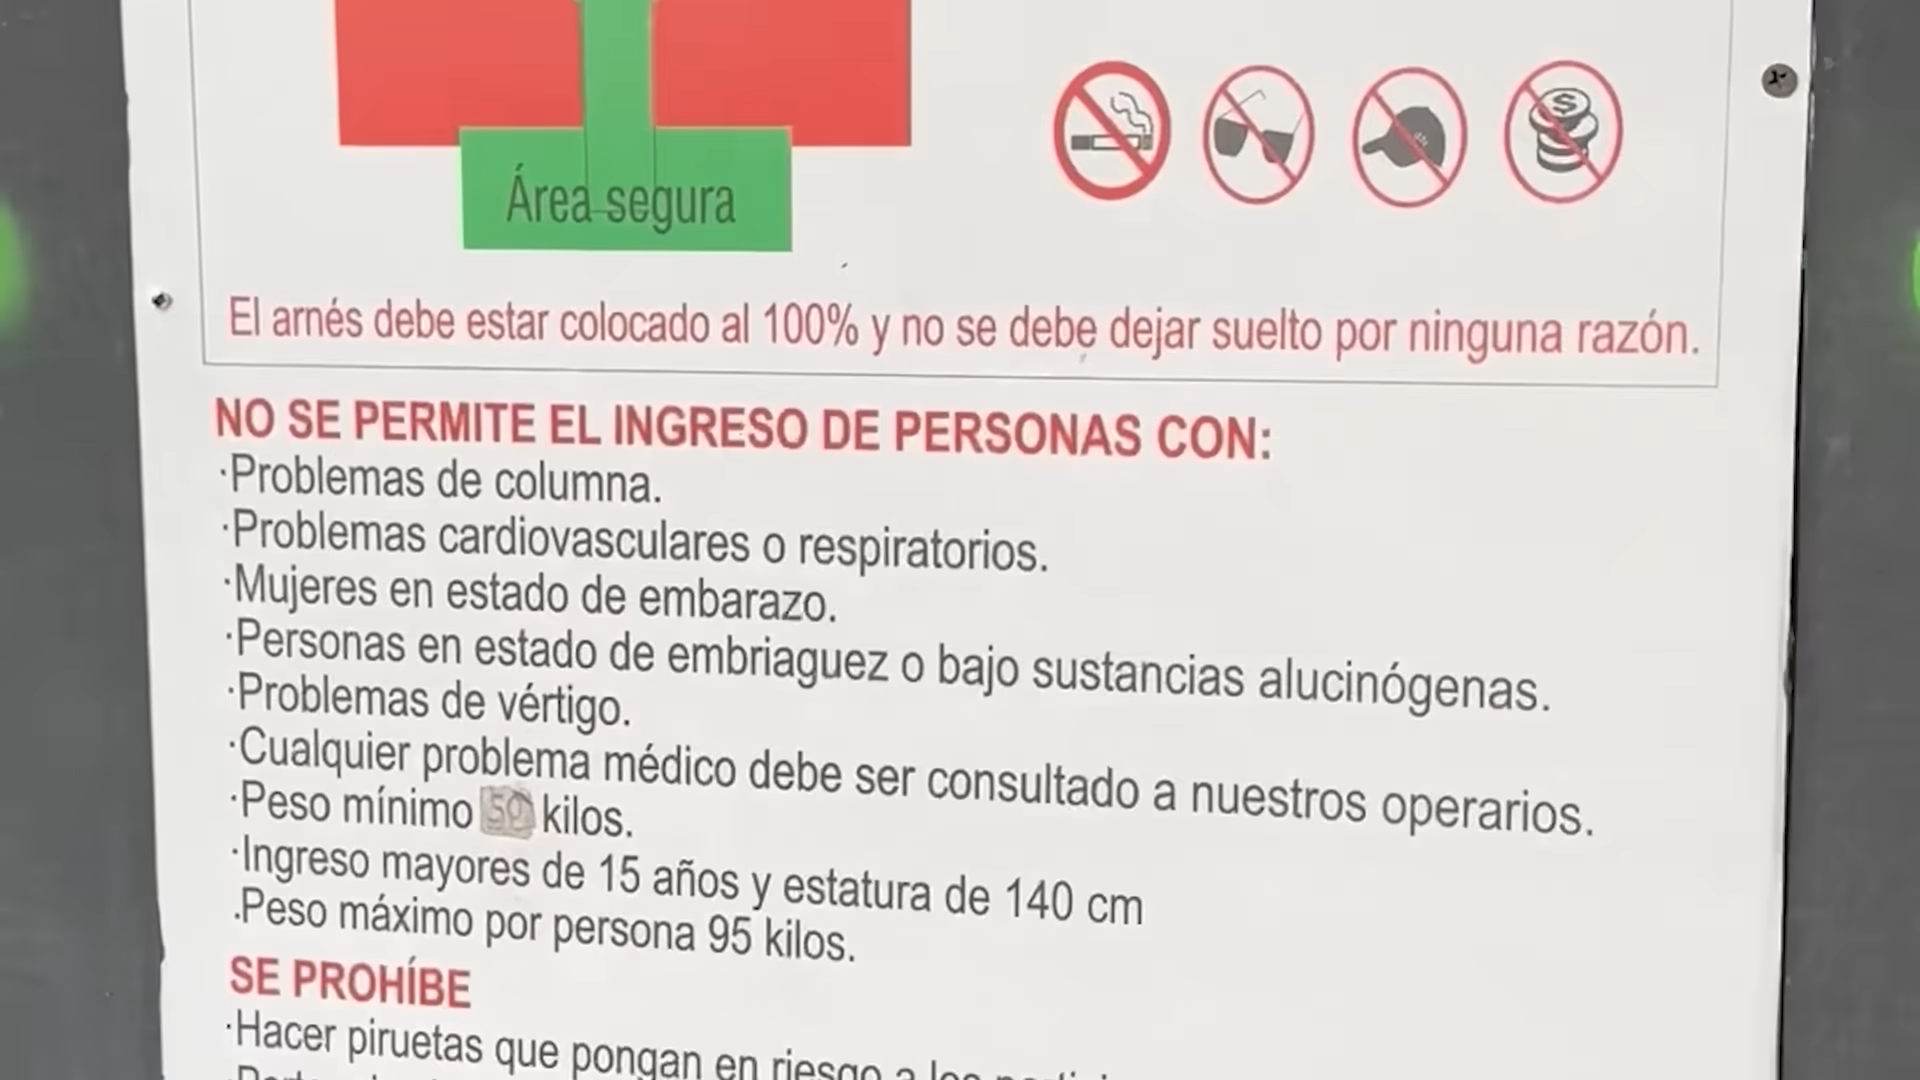 Área segura
El arnés debe estar colocado al 100% y no se debe dejar suelto por ninguna razón.
NO SE PERMITE EL INGRESO DE PERSONAS CON:
·Problemas de columna.
·Problemas cardiovasculares o respiratorios.
·Mujeres en estado de embarazo.
·Personas en estado de embriaguez o bajo sustancias alucinógenas.
·Problemas de vértigo.
·Cualquier problema médico debe ser consultado a nuestros operarios.
·Peso mínimo 50 kilos.
·Ingreso mayores de 15 años y estatura de 140 cm
.Peso máximo por persona 95 kilos.
SE PROHÍBE
·Hacer piruetas que pongan en riesgo a los